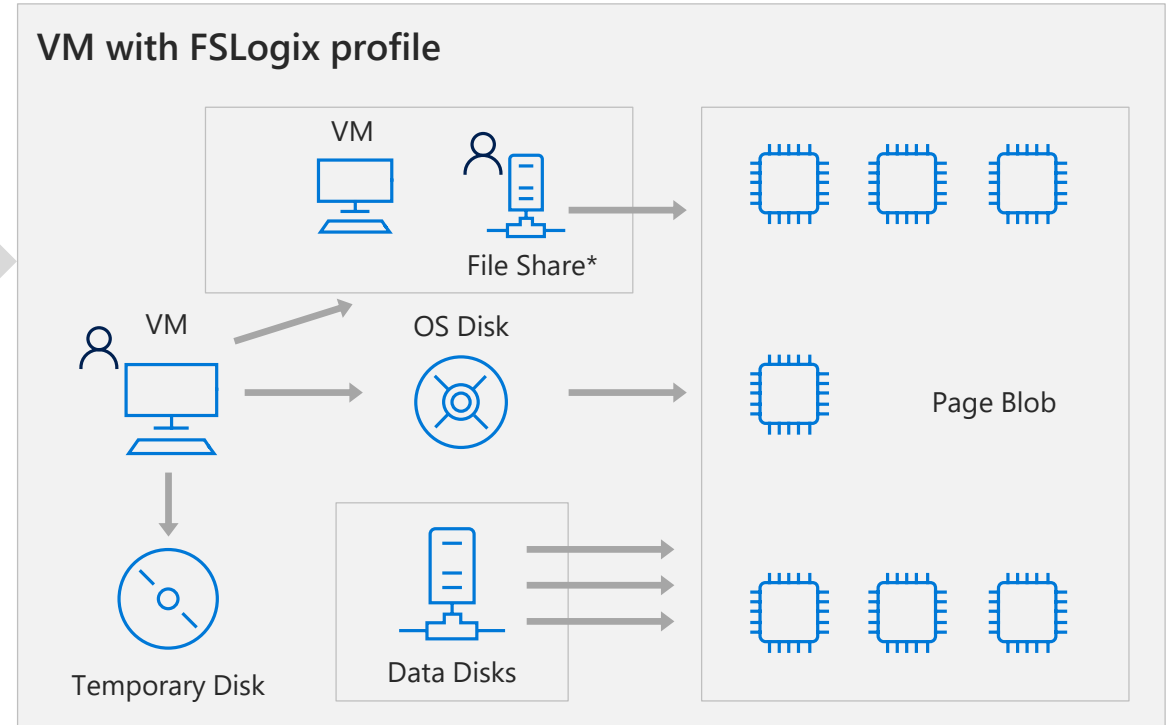 VM with FSLogix profile
VM
File Share*
VM
OS Disk
Page Blob
Data Disks
Temporary Disk